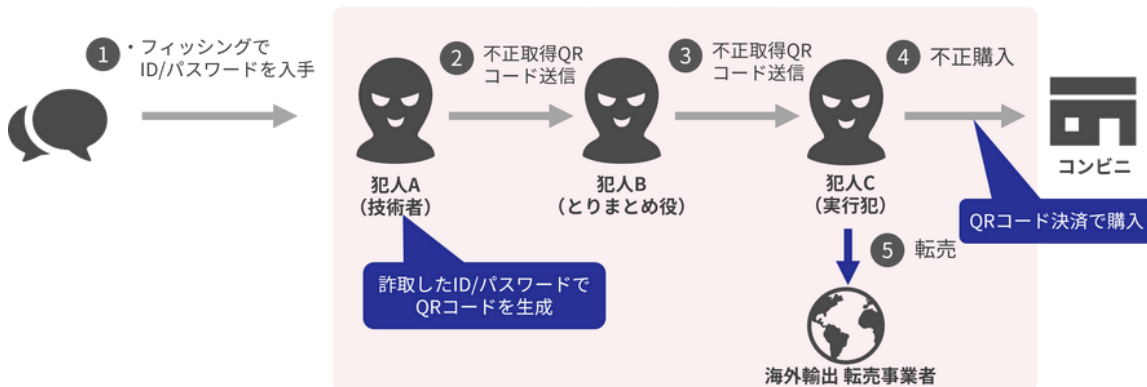 1
・フィッシングで
ID/パスワードを入手
2
不正取得QR
コード送信
3
不正取得QR
コード送信
4
不正購入
犯人A
（技術者）
犯人B
（とりまとめ役）
犯人C
（実行犯）
コンビニ
QRコード決済で購入
詐取したID/パスワードで
QRコードを生成
5
転売
海外輸出 転売事業者